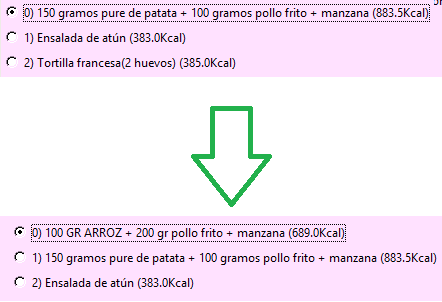 0) 150 gramos pure de patata + 100 gramos pollo frito + manzana (883.5Kcal)
1) Ensalada de atún (383.0Kcal)
2) Tortilla francesa(2 huevos) (385.0Kcal)
0) 100 GR ARROZ + 200 gr pollo frito + manzana (689.0Kcal)
1) 150 gramos pure de patata + 100 gramos pollo frito + manzana (883.5Kcal)
2) Ensalada de atún (383.0Kcal)